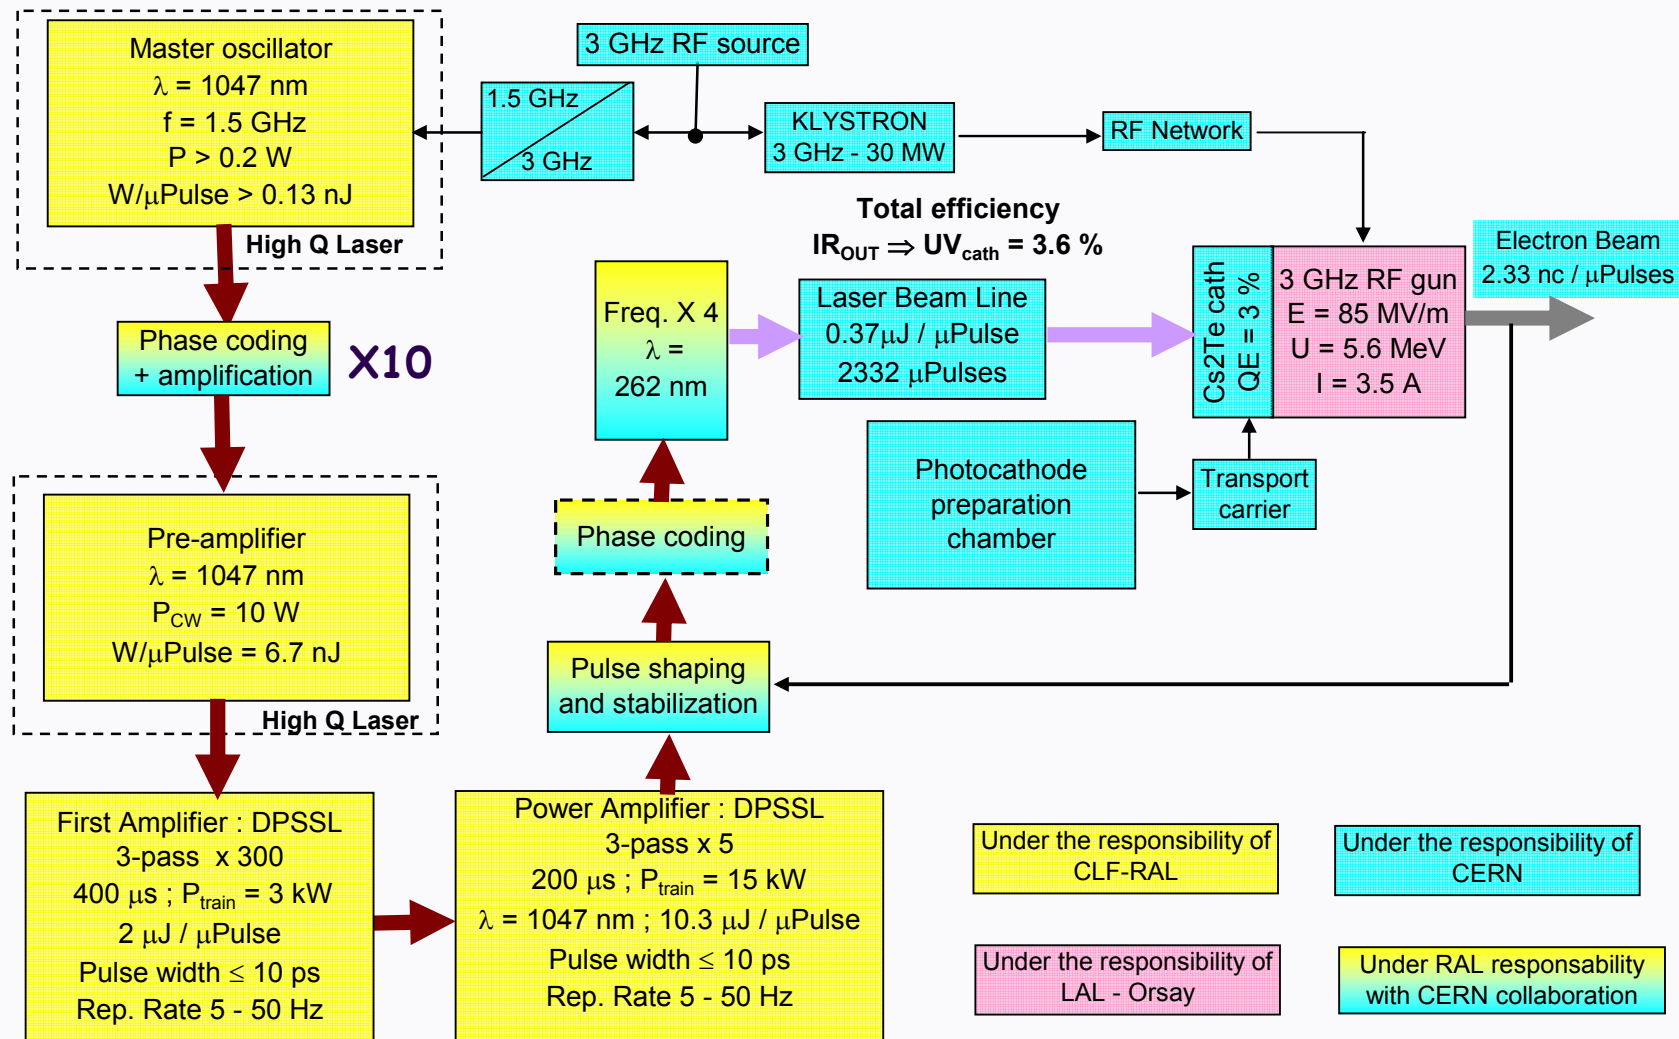 Master oscillator
λ = 1047 nm
f = 1.5 GHz
P > 0.2 W
W/μPulse > 0.13 nJ
High Q Laser
3 GHz RF source
1.5 GHz
3 GHz
KLYSTRON
3 GHz - 30 MW
RF Network
Total efficiency
IR_OUT ⇒ UV_cath = 3.6 %
Phase coding
+ amplification
X10
Freq. X 4
λ =
262 nm
Laser Beam Line
0.37μJ / μPulse
2332 μPulses
Cs2Te cath
QE = 3 %
3 GHz RF gun
E = 85 MV/m
U = 5.6 MeV
I = 3.5 A
Electron Beam
2.33 nc / μPulses
Photocathode
preparation
chamber
Transport
carrier
Pre-amplifier
λ = 1047 nm
P_CW = 10 W
W/μPulse = 6.7 nJ
High Q Laser
Phase coding
Pulse shaping
and stabilization
First Amplifier : DPSSL
3-pass x 300
400 μs ; P_train = 3 kW
2 μJ / μPulse
Pulse width ≤ 10 ps
Rep. Rate 5 - 50 Hz
Power Amplifier : DPSSL
3-pass x 5
200 μs ; P_train = 15 kW
λ = 1047 nm ; 10.3 μJ / μPulse
Pulse width ≤ 10 ps
Rep. Rate 5 - 50 Hz
Under the responsibility of
CLF-RAL
Under the responsibility of
CERN
Under the responsibility of
LAL - Orsay
Under RAL responsability
with CERN collaboration